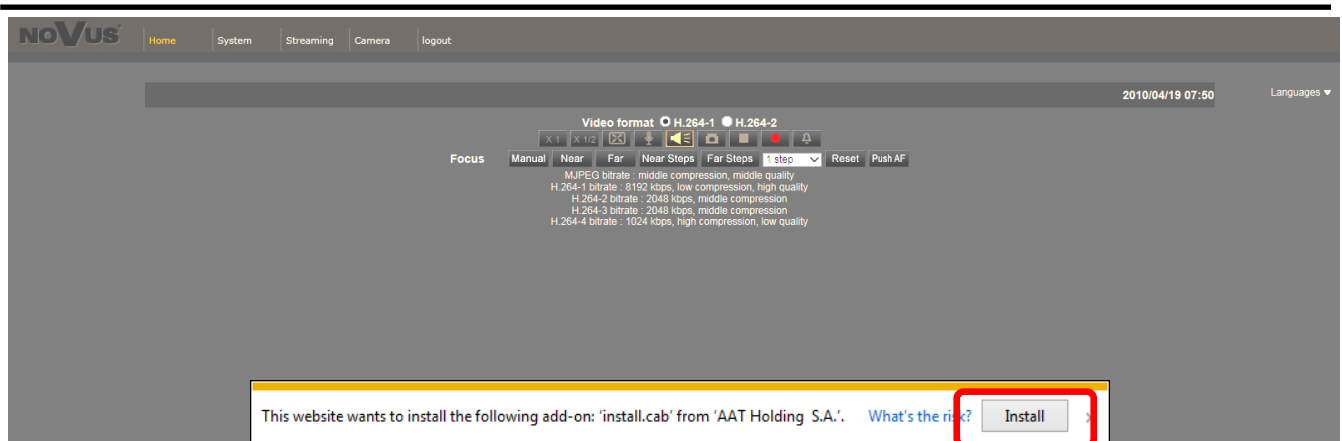 NOVUS Home System Streaming Camera logout
2010/04/19 07:50 Languages
Video format H.264-1 H.264-2
X 1 X 1/2
Focus Manual Near Far Near Steps Far Steps 1 step Reset Push AF
MJPEG bitrate : middle compression, middle quality
H.264-1 bitrate : 8192 kbps, low compression, high quality
H.264-2 bitrate : 2048 kbps, middle compression
H.264-3 bitrate : 2048 kbps, middle compression
H.264-4 bitrate : 1024 kbps, high compression, low quality
This website wants to install the following add-on: 'install.cab' from 'AAT Holding S.A.'. What's the risk? Install